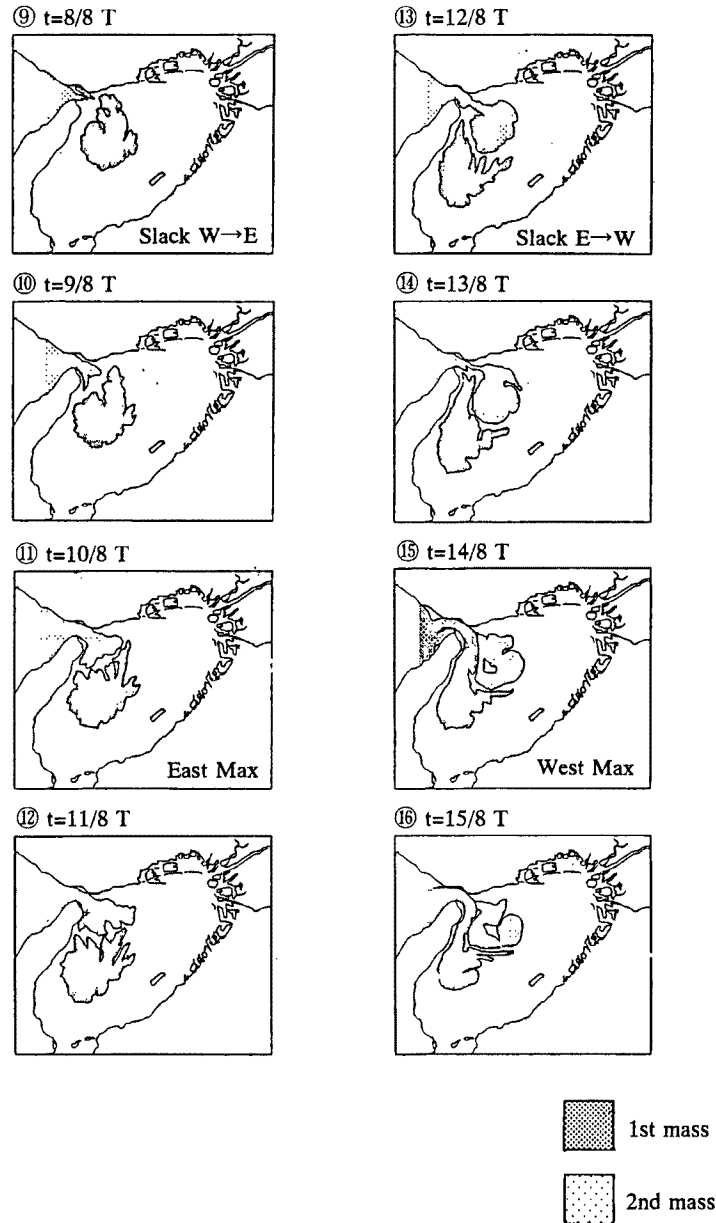 ⑨ t=8/8 T
Slack W→E
⑩ t=9/8 T
⑪ t=10/8 T
East Max
⑫ t=11/8 T
⑬ t=12/8 T
Slack E→W
⑭ t=13/8 T
⑮ t=14/8 T
West Max
⑯ t=15/8 T
1st mass
2nd mass